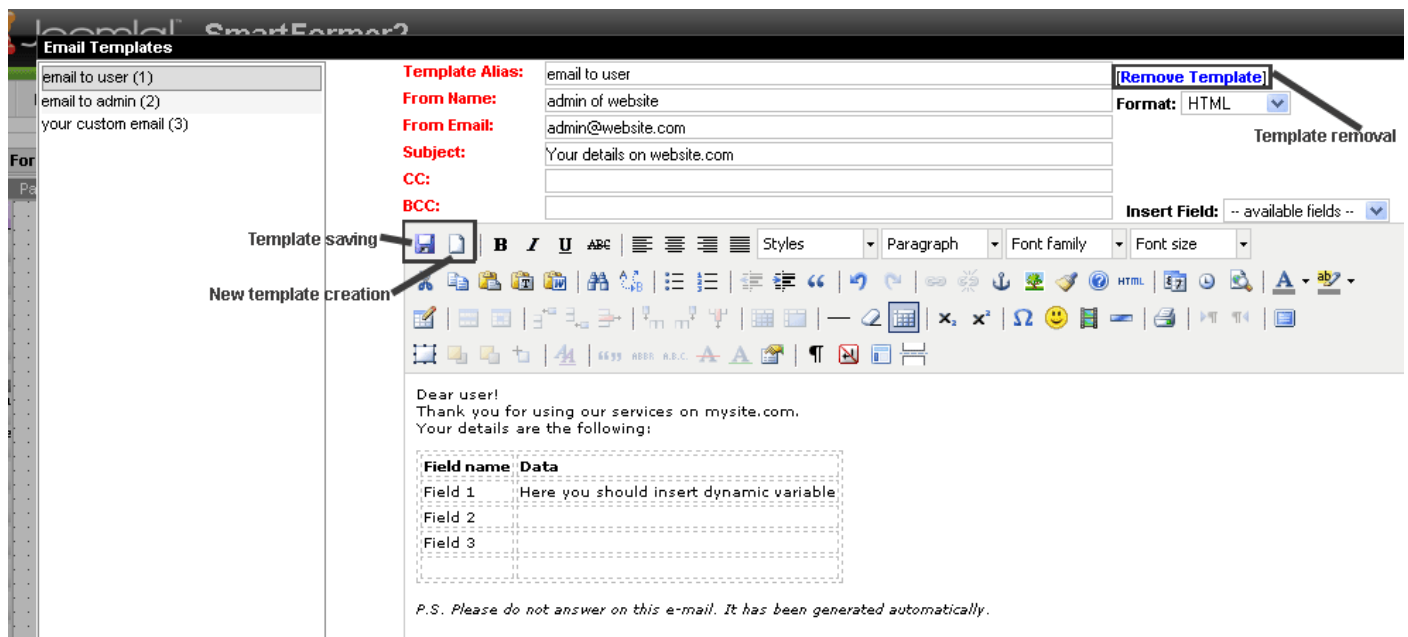 Joomla! SmartFormer2
Email Templates
email to user (1)
email to admin (2)
your custom email (3)
For
Pa
Template Alias: email to user [Remove Template]
From Name: admin of website Format: HTML
From Email: admin@website.com Template removal
Subject: Your details on website.com
CC:
BCC: Insert Field: -- available fields --
Template saving B I U ABC Styles Paragraph Font family Font size
New template creation HTML A ab
¶
Dear user!
Thank you for using our services on mysite.com.
Your details are the following:
Field name Data
Field 1 Here you should insert dynamic variable
Field 2
Field 3
P.S. Please do not answer on this e-mail. It has been generated automatically.